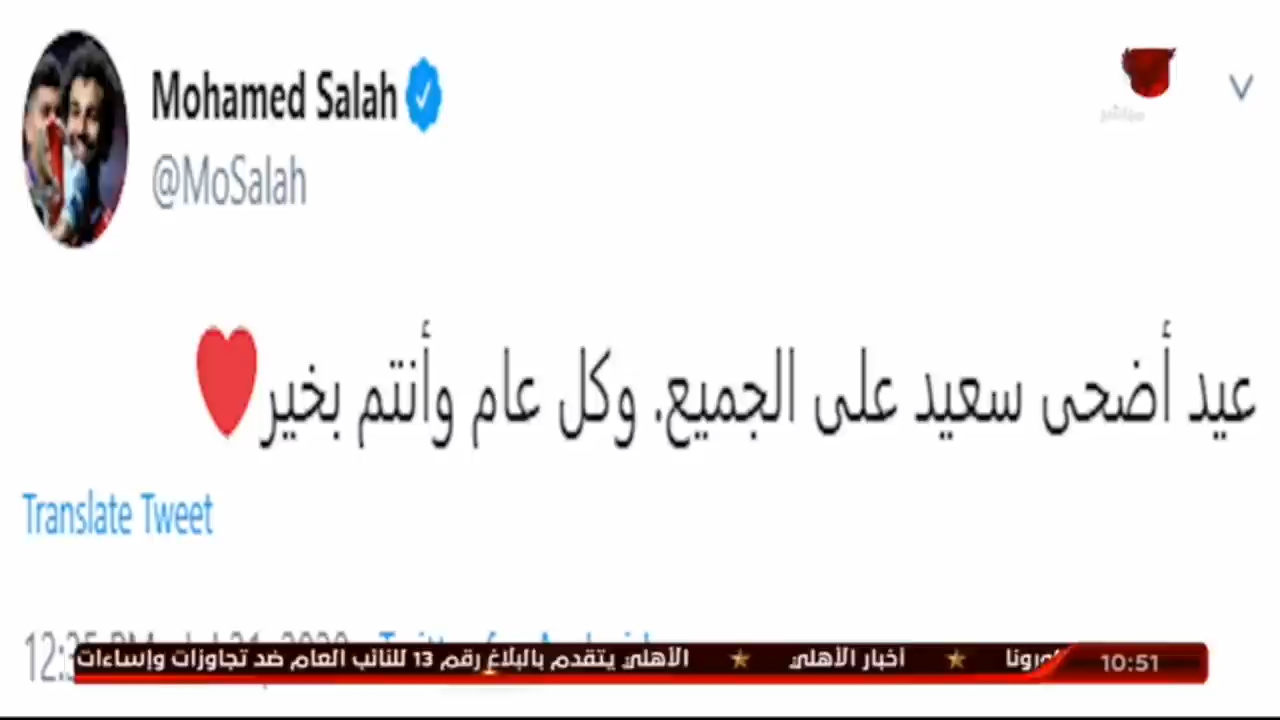 Mohamed Salah
@MoSalah
مباشر
عيد أضحى سعيد على الجميع. وكل عام وأنتم بخير❤
Translate Tweet
الأهلي يتقدم بالبلاغ رقم 13 للنائب العام ضد تجاوزات وإساءات ★ أخبار الأهلي ★
10:51